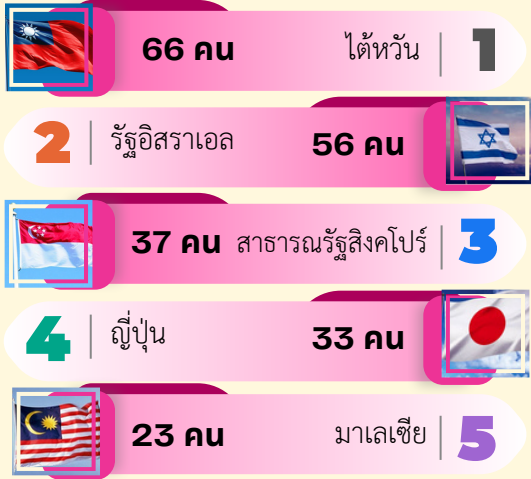 66 คน ไต้หวัน 1
2 รัฐอิสราเอล 56 คน
37 คน สาธารณรัฐสิงคโปร์ 3
4 ญี่ปุ่น 33 คน
23 คน มาเลเซีย 5